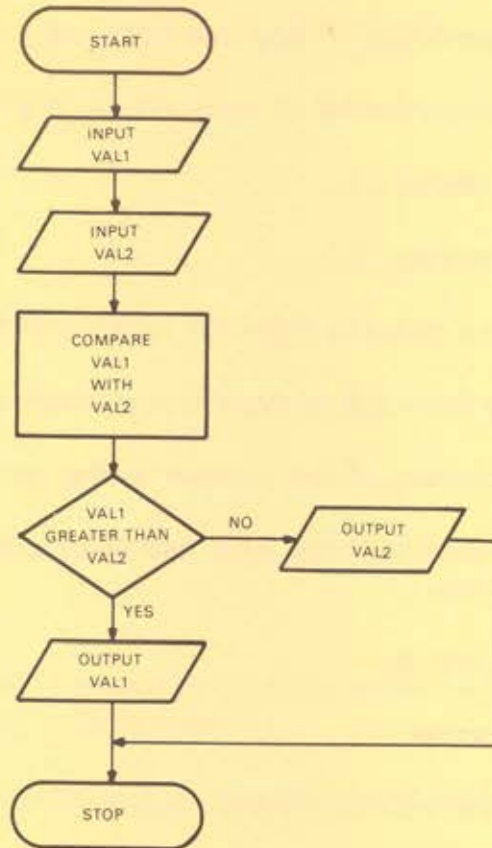 START
INPUT
VAL1
INPUT
VAL2
COMPARE
VAL1
WITH
VAL2
VAL1
GREATER THAN
VAL2
NO
OUTPUT
VAL2
YES
OUTPUT
VAL1
STOP